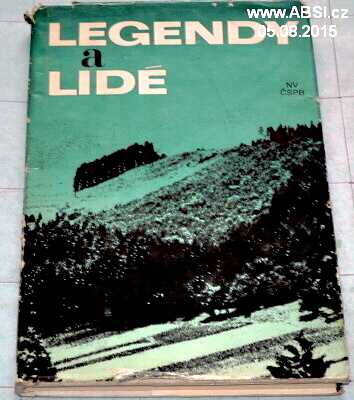 www.ABSI.cz
05.08.2015
LEGENDY
a
LIDÉ
NV
ČSPB